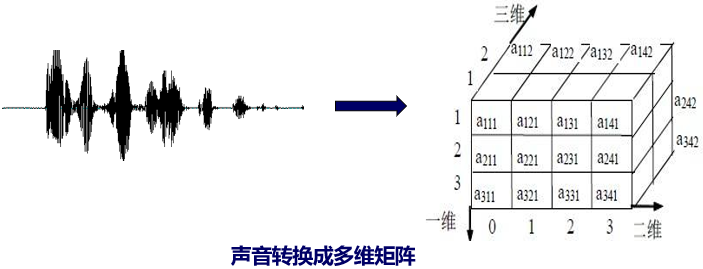 三维
2
1
a112 a122 a132 a142
1 a111 a121 a131 a141
a242
2 a211 a221 a231 a241
a342
3 a311 a321 a331 a341
一维 0 1 2 3 二维
声音转换成多维矩阵